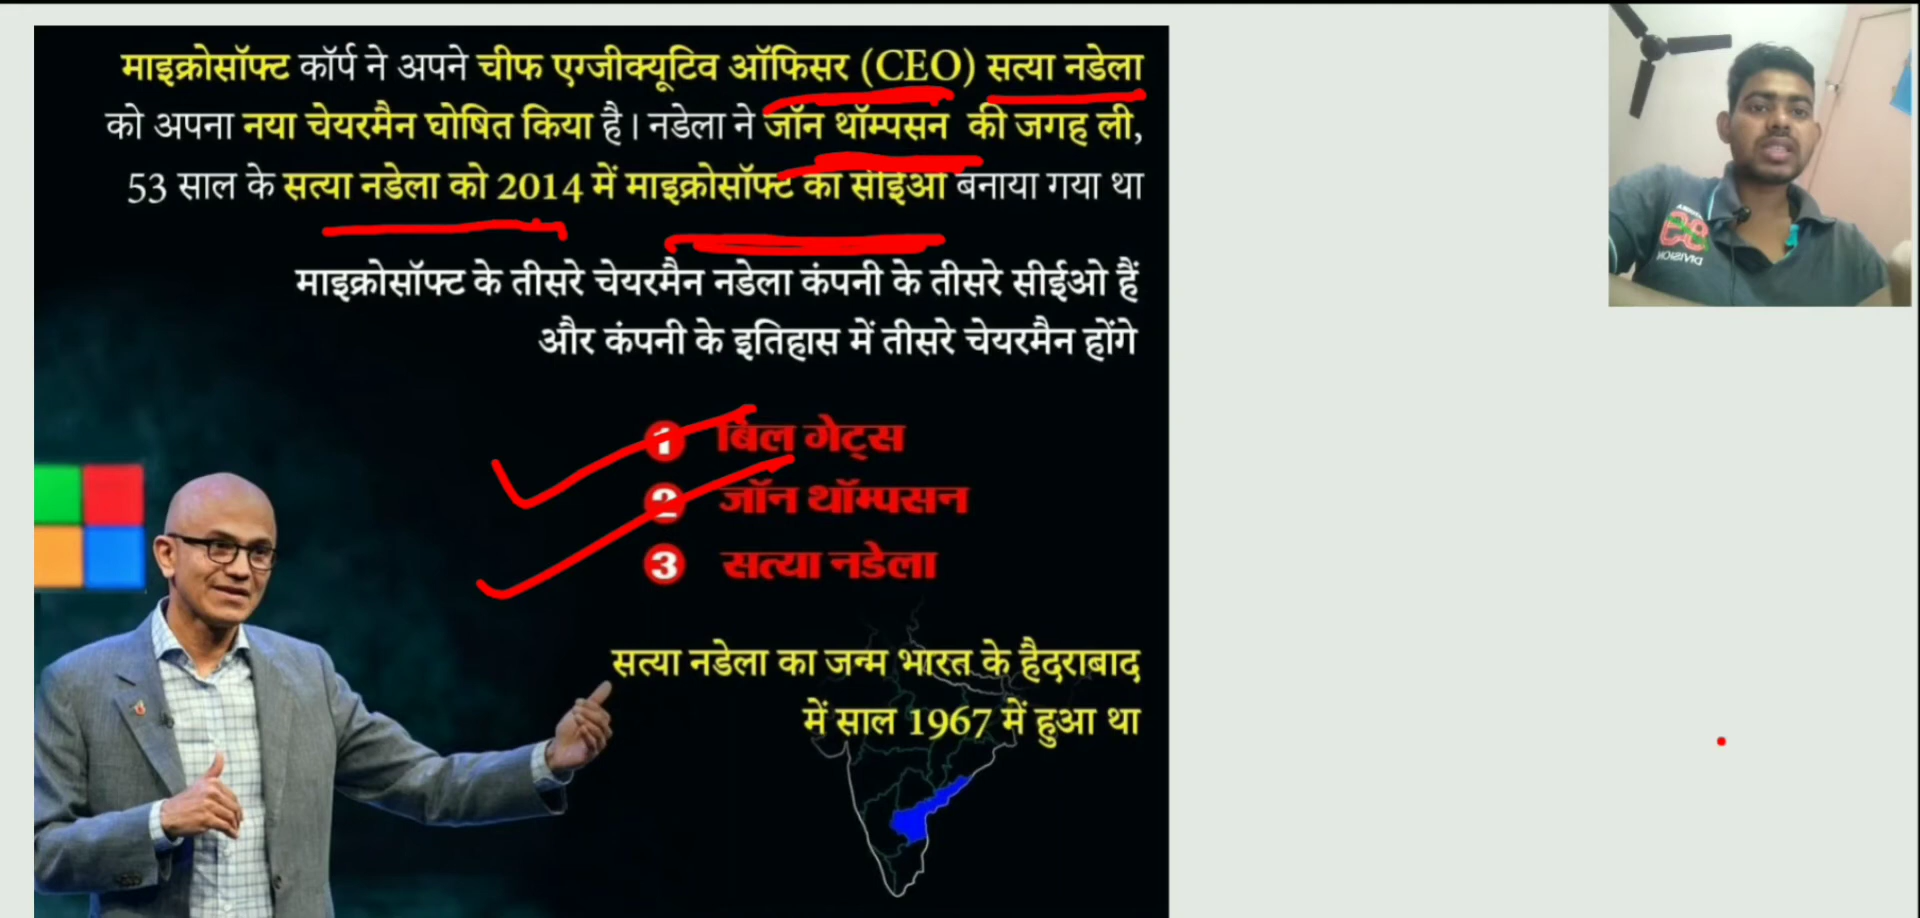 माइक्रोसॉफ्ट कॉर्प ने अपने चीफ एग्जीक्यूटिव ऑफिसर (CEO) सत्या नडेला
को अपना नया चेयरमैन घोषित किया है। नडेला ने जॉन थॉम्पसन की जगह ली,
53 साल के सत्या नडेला को 2014 में माइक्रोसॉफ्ट का सीईओ बनाया गया था
माइक्रोसॉफ्ट के तीसरे चेयरमैन नडेला कंपनी के तीसरे सीईओ हैं
और कंपनी के इतिहास में तीसरे चेयरमैन होंगे
1 बिल गेट्स
2 जॉन थॉम्पसन
3 सत्या नडेला
सत्या नडेला का जन्म भारत के हैदराबाद
में साल 1967 में हुआ था